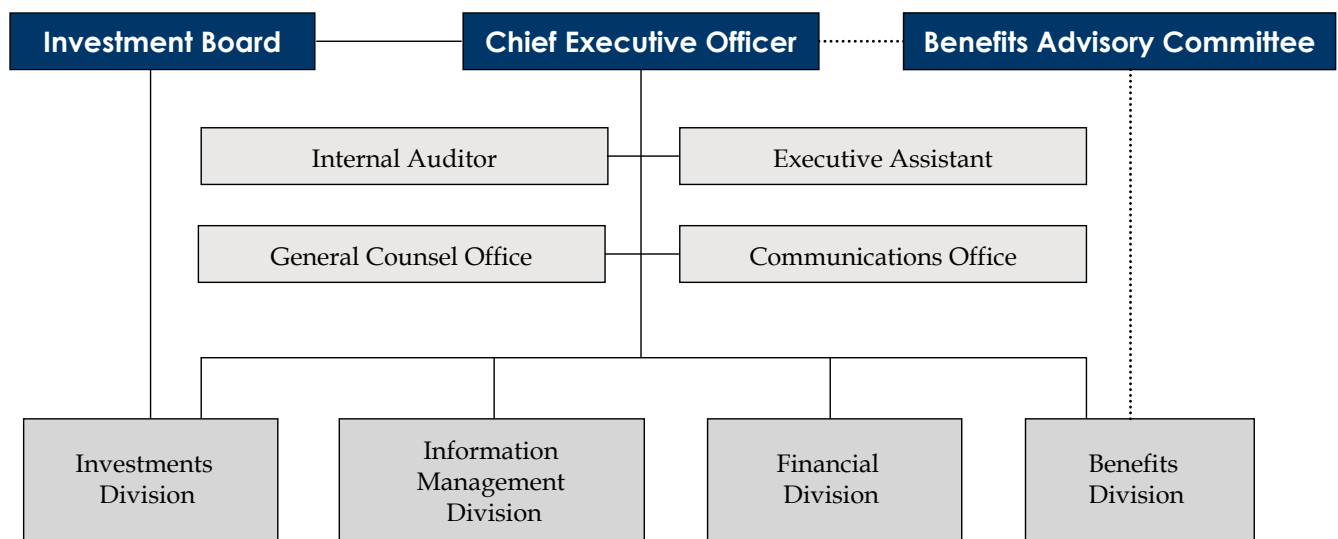 Investment Board
Chief Executive Officer
Benefits Advisory Committee
Internal Auditor
Executive Assistant
General Counsel Office
Communications Office
Investments
Division
Information
Management
Division
Financial
Division
Benefits
Division